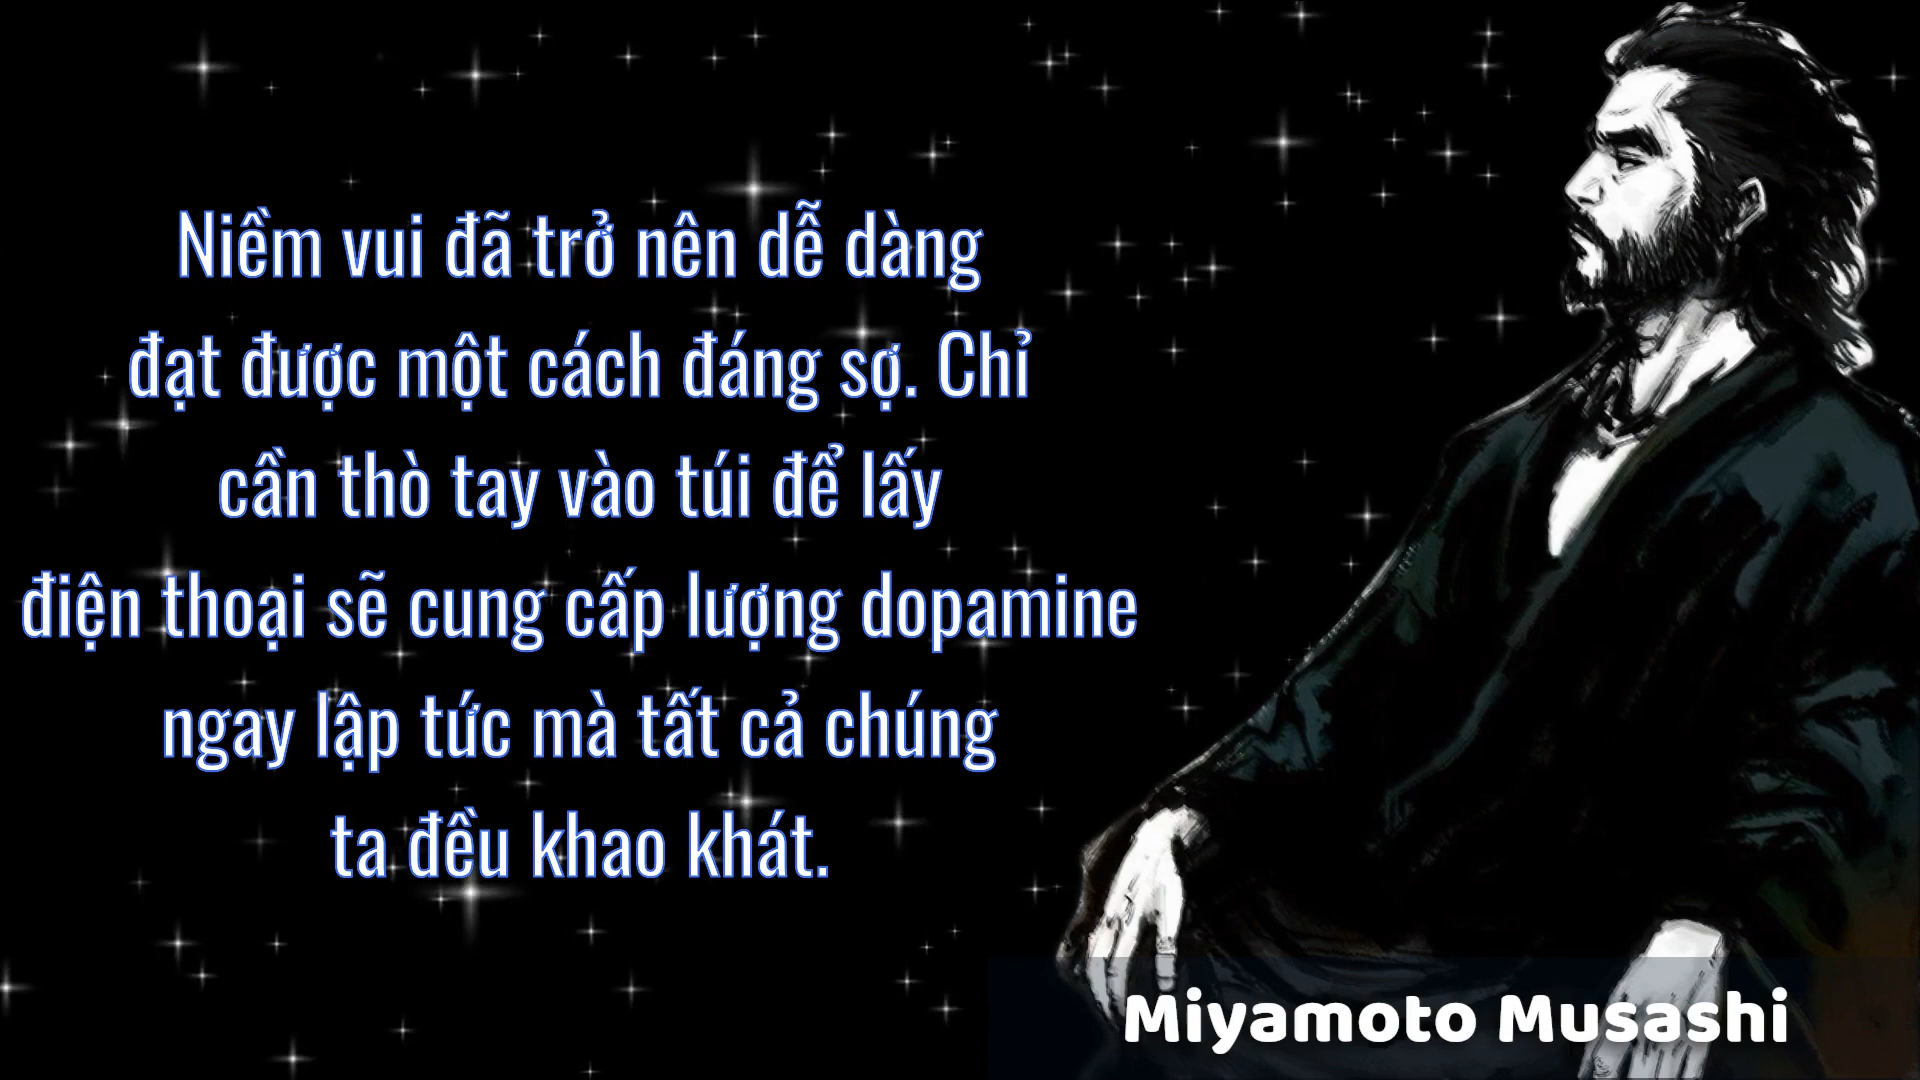 Niềm vui đã trở nên dễ dàng
đạt được một cách đáng sợ. Chỉ
cần thò tay vào túi để lấy
điện thoại sẽ cung cấp lượng dopamine
ngay lập tức mà tất cả chúng
ta đều khao khát.
Miyamoto Musashi